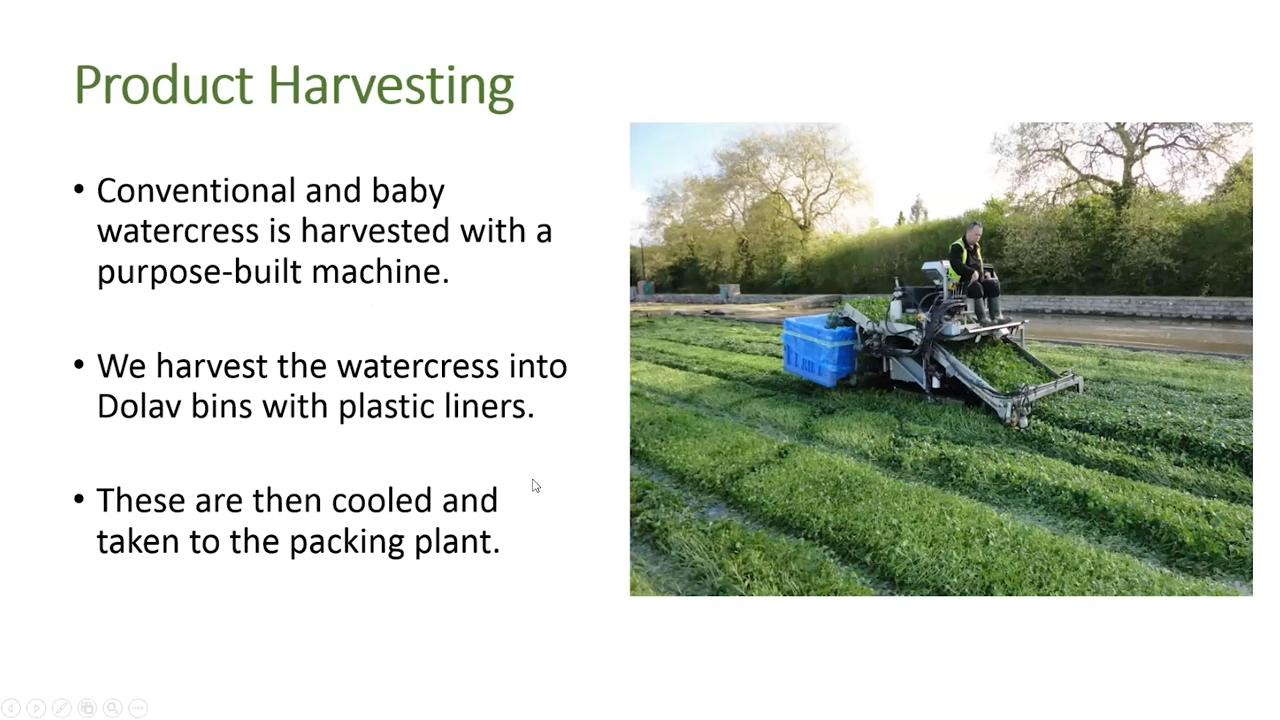 Product Harvesting
• Conventional and baby
watercress is harvested with a
purpose-built machine.
• We harvest the watercress into
Dolav bins with plastic liners.
• These are then cooled and
taken to the packing plant.